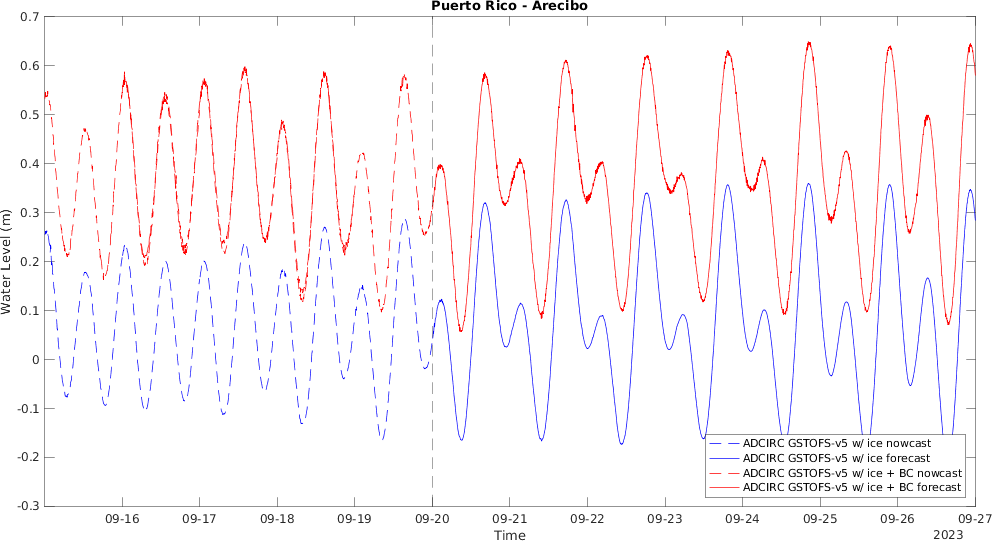 Puerto Rico - Arecibo
0.7
0.6
0.5
0.4
0.3
0.2
0.1
0
-0.1
-0.2
-0.3
Water Level (m)
ADCIRC GSTOFS-v5 w/ ice nowcast
ADCIRC GSTOFS-v5 w/ ice forecast
ADCIRC GSTOFS-v5 w/ ice + BC nowcast
ADCIRC GSTOFS-v5 w/ ice + BC forecast
09-16 09-17 09-18 09-19 09-20 09-21 09-22 09-23 09-24 09-25 09-26 09-27
Time
2023